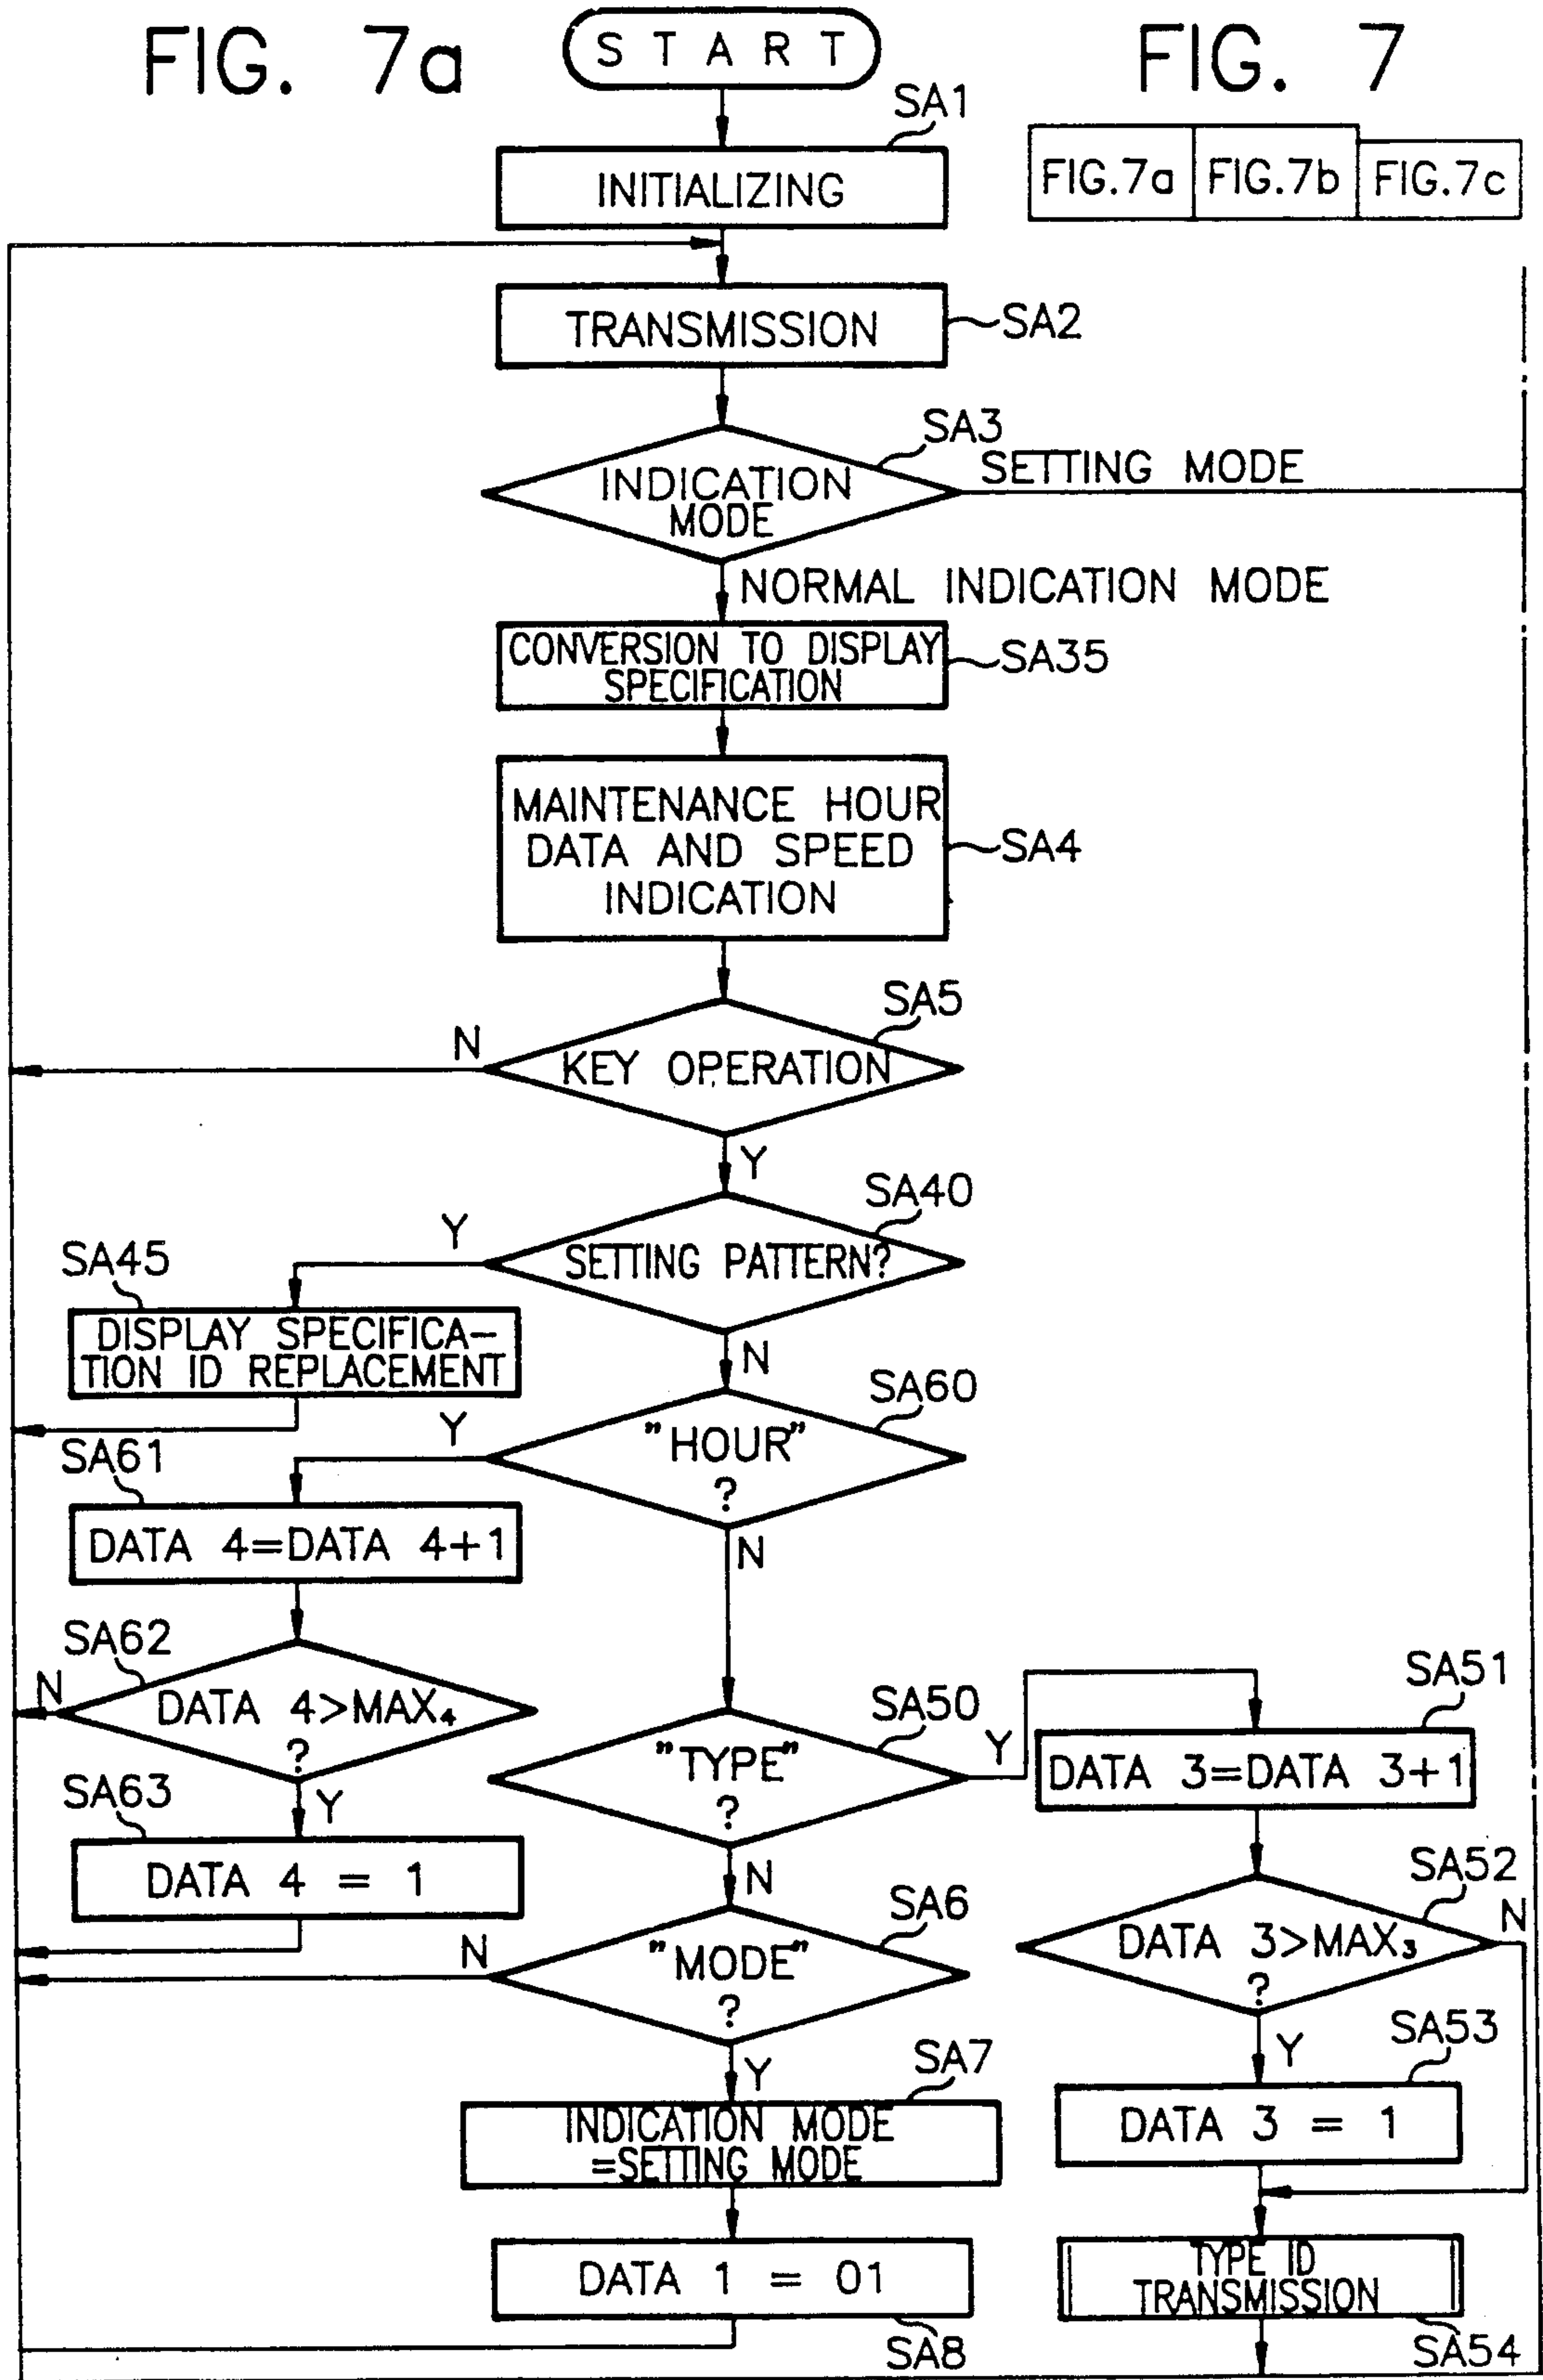 FIG. 7a
START
FIG. 7
SA1
INITIALIZING
FIG.7a FIG.7b FIG.7c
TRANSMISSION
SA2
SA3
INDICATION
MODE
SETTING MODE
NORMAL INDICATION MODE
CONVERSION TO DISPLAY
SPECIFICATION
SA35
MAINTENANCE HOUR
DATA AND SPEED
INDICATION
SA4
SA5
N
KEY OPERATION
Y
SA40
Y
SETTING PATTERN?
SA45
DISPLAY SPECIFICA-
TION ID REPLACEMENT
N
SA60
Y
"HOUR"
?
SA61
DATA 4=DATA 4+1
N
SA62
N
DATA 4>MAX₄
?
SA50
"TYPE"
?
Y
SA51
DATA 3=DATA 3+1
SA63
Y
DATA 4 = 1
N
SA52
DATA 3>MAX₃
?
N
SA6
N
"MODE"
?
Y
SA53
DATA 3 = 1
Y
SA7
INDICATION MODE
=SETTING MODE
DATA 1 = 01
SA8
TYPE ID
TRANSMISSION
SA54